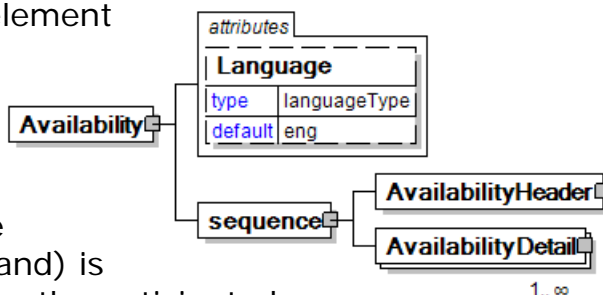 lement
attributes
Language
type languageType
default eng
Availability
AvailabilityHeader
sequence
AvailabilityDetail
and) is
1..∞